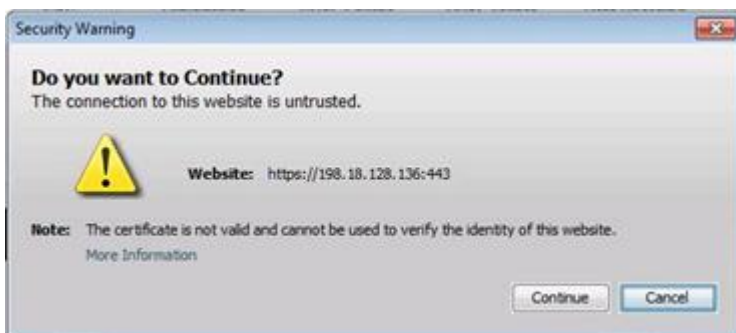 Security Warning
Do you want to Continue?
The connection to this website is untrusted.
Website: https://198.18.128.136:443
Note: The certificate is not valid and cannot be used to verify the identity of this website.
More Information
Continue Cancel